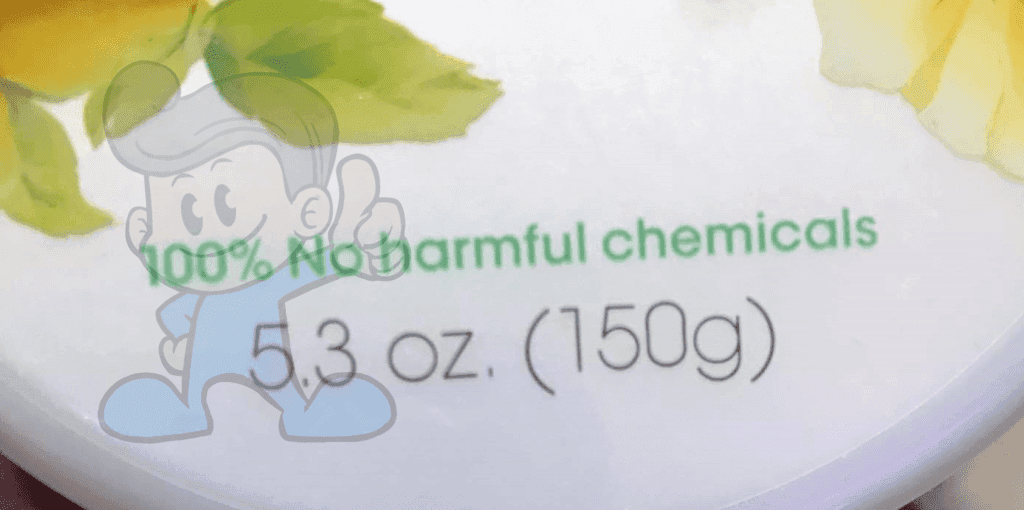 100% No harmful chemicals
5.3 oz. (150g)